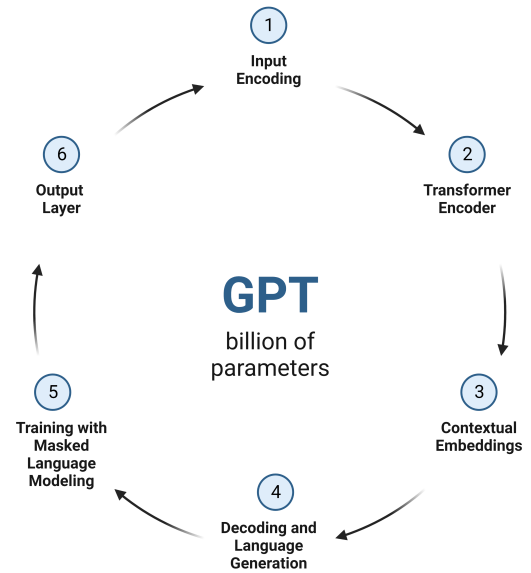 1
Input
Encoding
2
Transformer
Encoder
3
Contextual
Embeddings
4
Decoding and
Language
Generation
5
Training with
Masked
Language
Modeling
6
Output
Layer
GPT
billion of
parameters